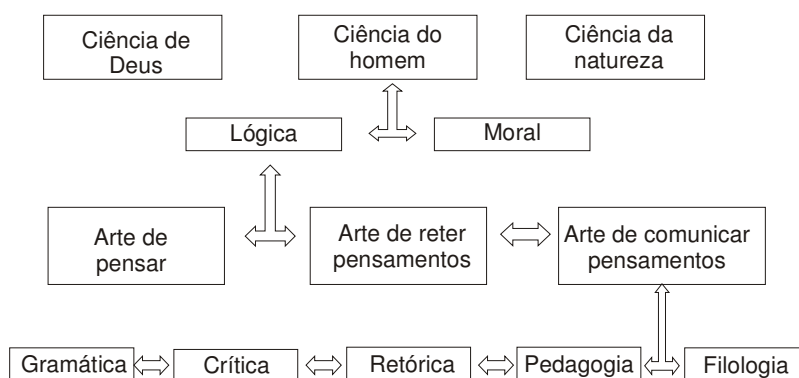 Ciência de
Deus
Ciência do
homem
Ciência da
natureza
Lógica
Moral
Arte de
pensar
Arte de reter
pensamentos
Arte de comunicar
pensamentos
Gramática
Crítica
Retórica
Pedagogia
Filologia